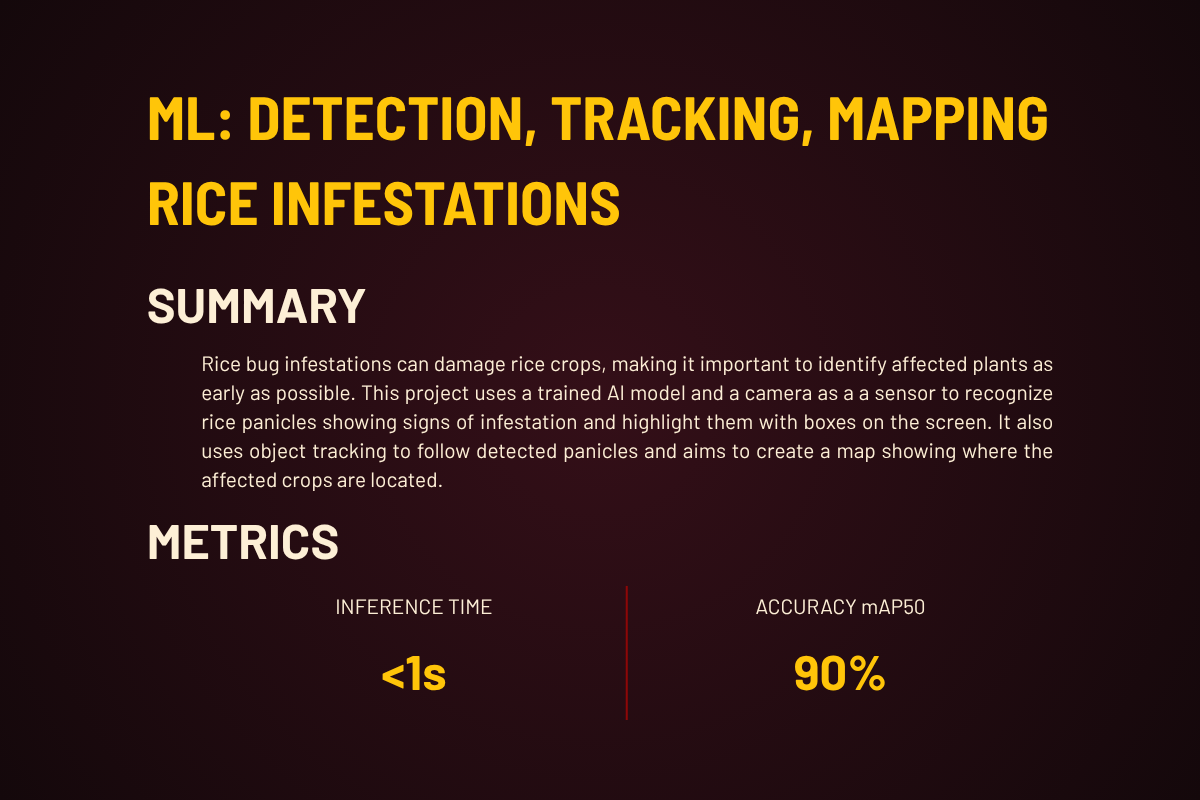 ML: DETECTION, TRACKING, MAPPING
RICE INFESTATIONS
SUMMARY
Rice bug infestations can damage rice crops, making it important to identify affected plants as
early as possible. This project uses a trained AI model and a camera as a a sensor to recognize
rice panicles showing signs of infestation and highlight them with boxes on the screen. It also
uses object tracking to follow detected panicles and aims to create a map showing where the
affected crops are located.
METRICS
INFERENCE TIME
<1s
ACCURACY mAP50
90%